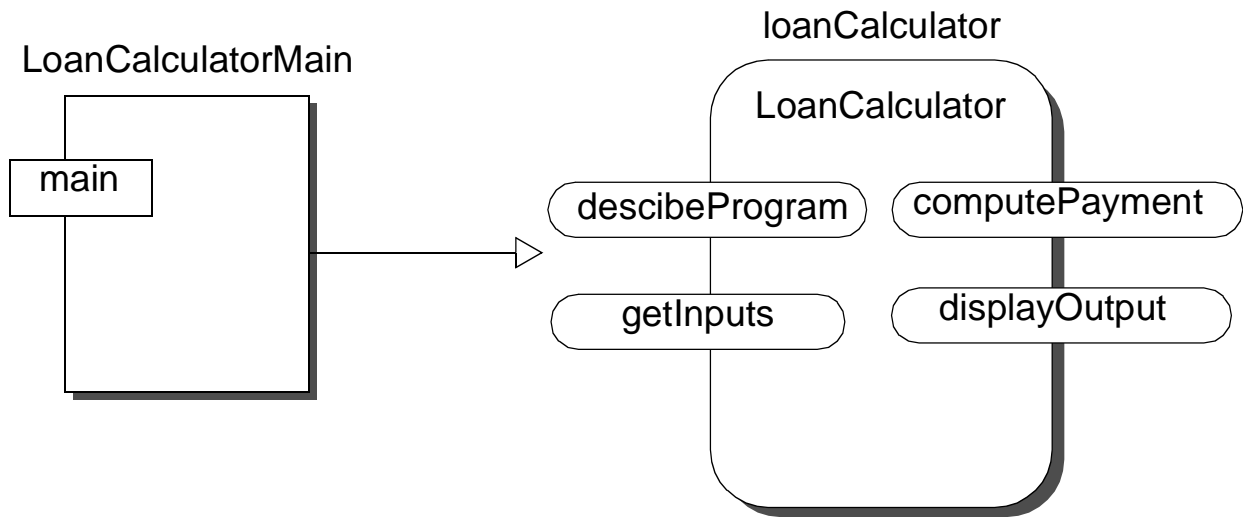 LoanCalculatorMain
main
loanCalculator
LoanCalculator
descibeProgram
computePayment
getInputs
displayOutput